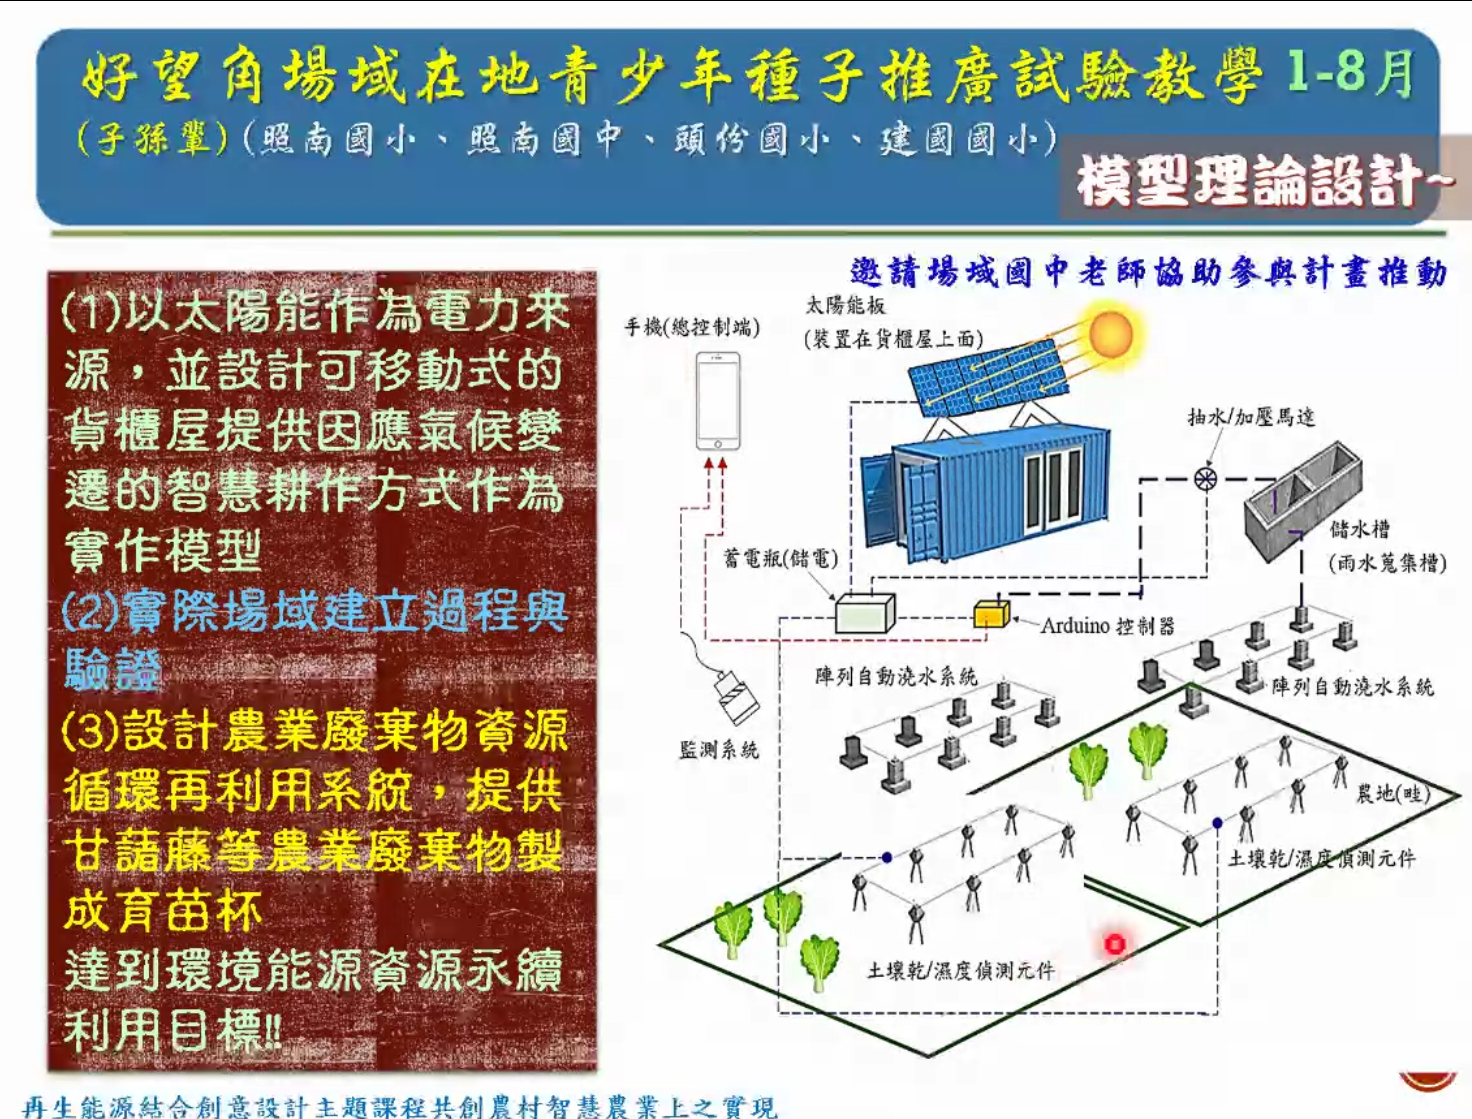 好望角場域在地青少年種子推廣試驗教學 1-8月
(子孫輩)(照南國小、照南國中、頭份國小、建國國小)
模型理論設計~
(1)以太陽能作為電力來
源，並設計可移動式的
貨櫃屋提供因應氣候變
遷的智慧耕作方式作為
實作模型
(2)實際場域建立過程與
驗證
(3)設計農業廢棄物資源
循環再利用系統，提供
甘藷藤等農業廢棄物製
成育苗杯
達到環境能源資源永續
利用目標!!
邀請場域國中老師協助參與計畫推動
太陽能板
(裝置在貨櫃屋上面)
手機(總控制端)
抽水/加壓馬達
儲水槽
(雨水蒐集槽)
蓄電瓶(儲電)
Arduino 控制器
陣列自動澆水系統
陣列自動澆水系統
監測系統
農地(畦)
土壤乾/濕度偵測元件
土壤乾/濕度偵測元件
再生能源結合創意設計主題課程共創農村智慧農業上之實現